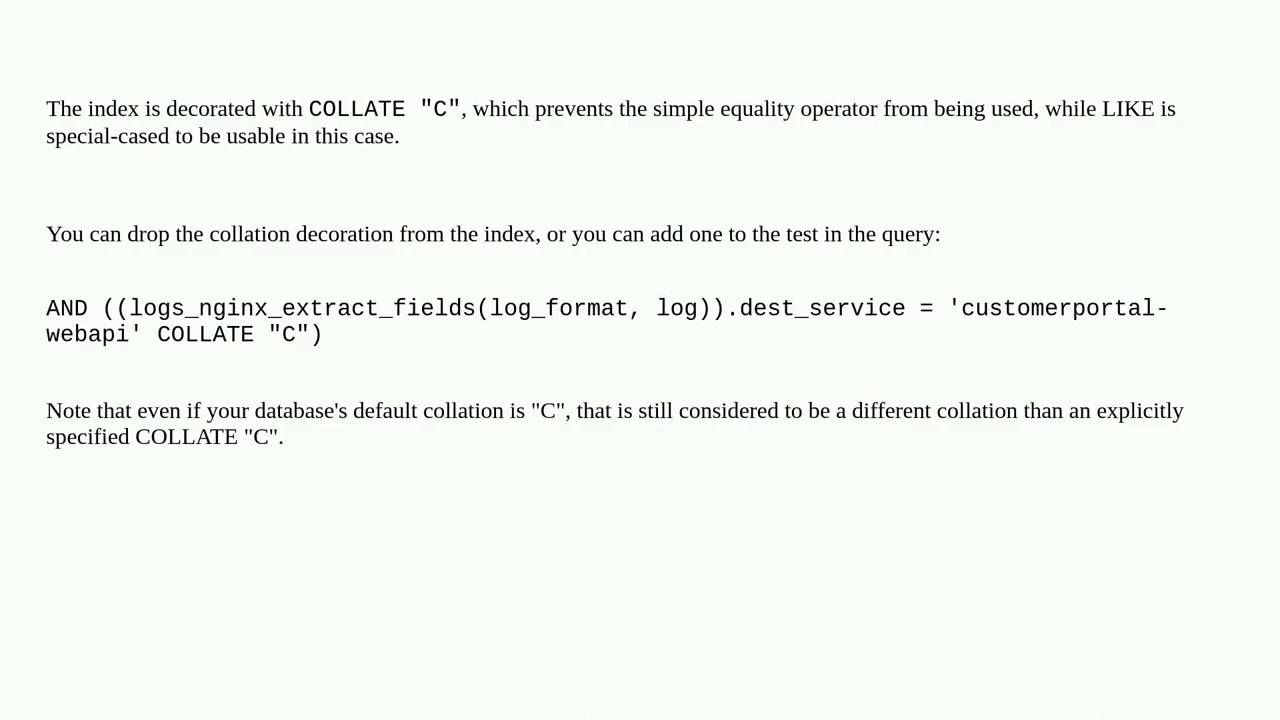 The index is decorated with COLLATE "C", which prevents the simple equality operator from being used, while LIKE is
special-cased to be usable in this case.
You can drop the collation decoration from the index, or you can add one to the test in the query:
AND ((logs_nginx_extract_fields(log_format, log)).dest_service = 'customerportal-
webapi' COLLATE "C")
Note that even if your database's default collation is "C", that is still considered to be a different collation than an explicitly
specified COLLATE "C".